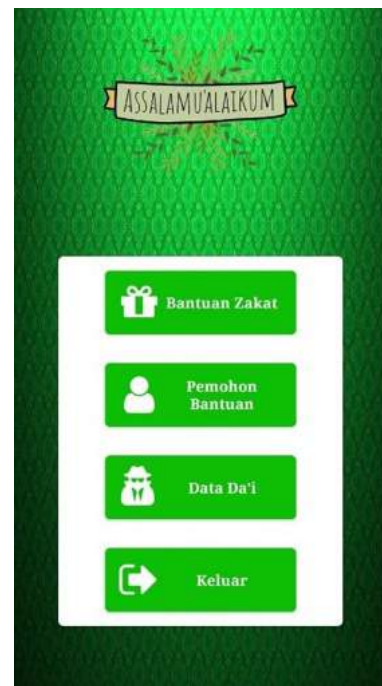 ASSALAMU'ALAIKUM
Bantuan Zakat
Pemohon
Bantuan
Data Da'i
Keluar